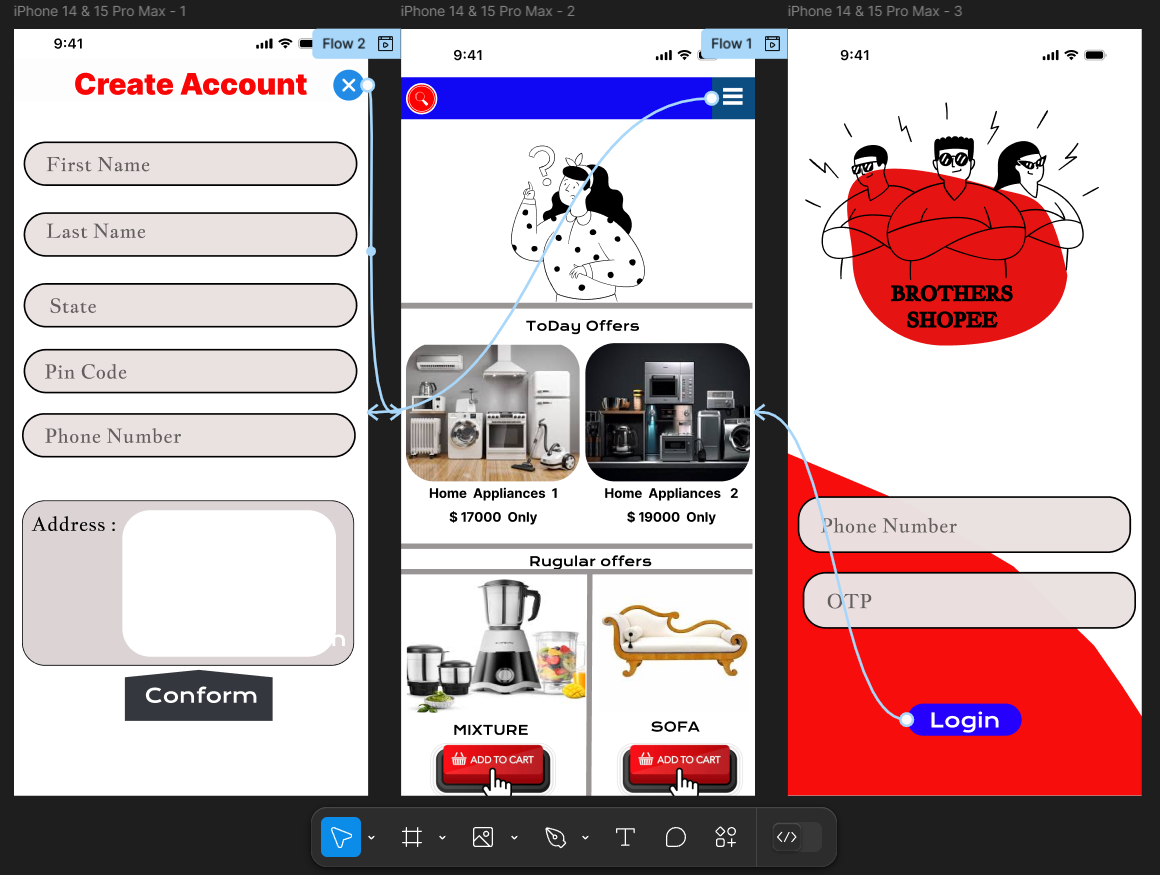 iPhone 14 & 15 Pro Max - 1
9:41
Flow 2
Create Account
First Name
Last Name
State
Pin Code
Phone Number
Address :
n
Conform
iPhone 14 & 15 Pro Max - 2
9:41
Flow 1
?
ToDay Offers
Home Appliances 1
$ 17000 Only
Home Appliances 2
$ 19000 Only
Rugular offers
MIXTURE
ADD TO CART
SOFA
ADD TO CART
iPhone 14 & 15 Pro Max - 3
9:41
BROTHERS
SHOPEE
Phone Number
OTP
Login